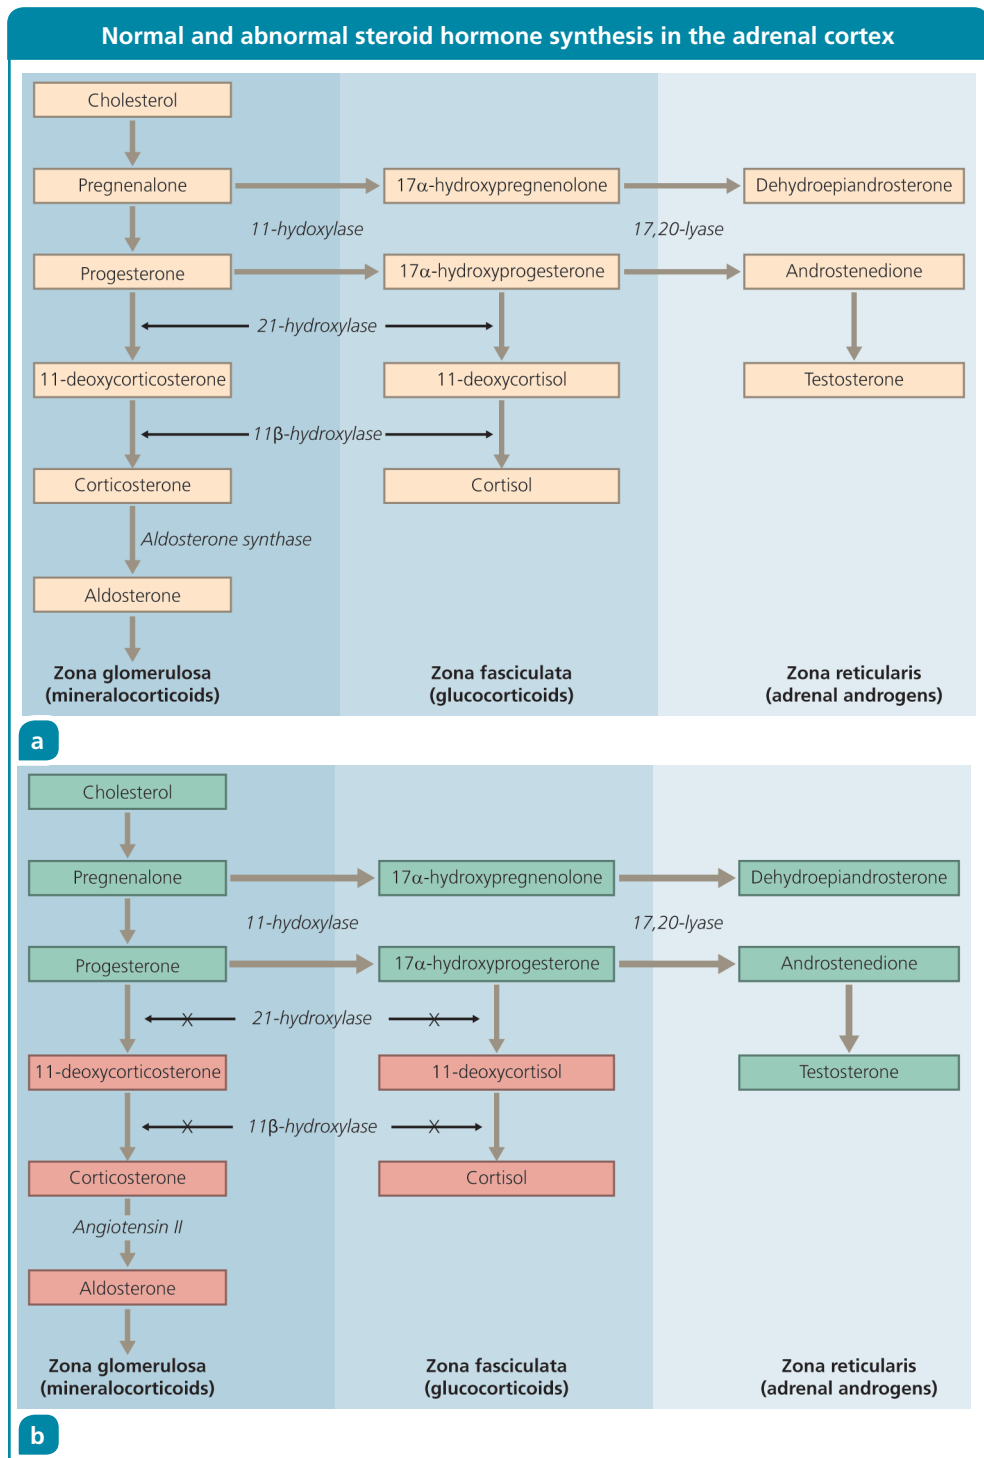 Normal and abnormal steroid hormone synthesis in the adrenal cortex
Cholesterol
Pregnenalone
17α-hydroxypregnenolone
Dehydroepiandrosterone
11-hydoxylase
17,20-lyase
Progesterone
17α-hydroxyprogesterone
Androstenedione
21-hydroxylase
11-deoxycorticosterone
11-deoxycortisol
Testosterone
11β-hydroxylase
Corticosterone
Cortisol
Aldosterone synthase
Aldosterone
Zona glomerulosa
(mineralocorticoids)
Zona fasciculata
(glucocorticoids)
Zona reticularis
(adrenal androgens)
a
Cholesterol
Pregnenalone
17α-hydroxypregnenolone
Dehydroepiandrosterone
11-hydoxylase
17,20-lyase
Progesterone
17α-hydroxyprogesterone
Androstenedione
X
21-hydroxylase
X
11-deoxycorticosterone
11-deoxycortisol
Testosterone
X
11β-hydroxylase
X
Corticosterone
Cortisol
Angiotensin II
Aldosterone
Zona glomerulosa
(mineralocorticoids)
Zona fasciculata
(glucocorticoids)
Zona reticularis
(adrenal androgens)
b